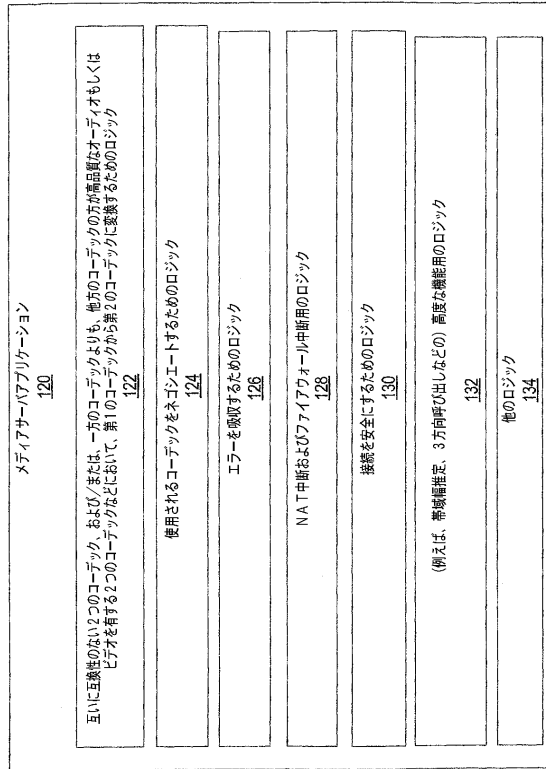 メディアサーバアプリケーション
120
互いに互換性のない2つのコーデック、および/または、一方のコーデックよりも、他方のコーデックの方が高品質なオーディオもしくは
ビデオを有する2つのコーデックなどにおいて、第1のコーデックから第2のコーデックに変換するためのロジック
122
使用されるコーデックをネゴシエートするためのロジック
124
エラーを吸収するためのロジック
126
NAT中断およびファイアウォール中断用のロジック
128
接続を安全にするためのロジック
130
(例えば、帯域幅推定、3方向呼び出しなどの) 高度な機能用のロジック
132
他のロジック
134